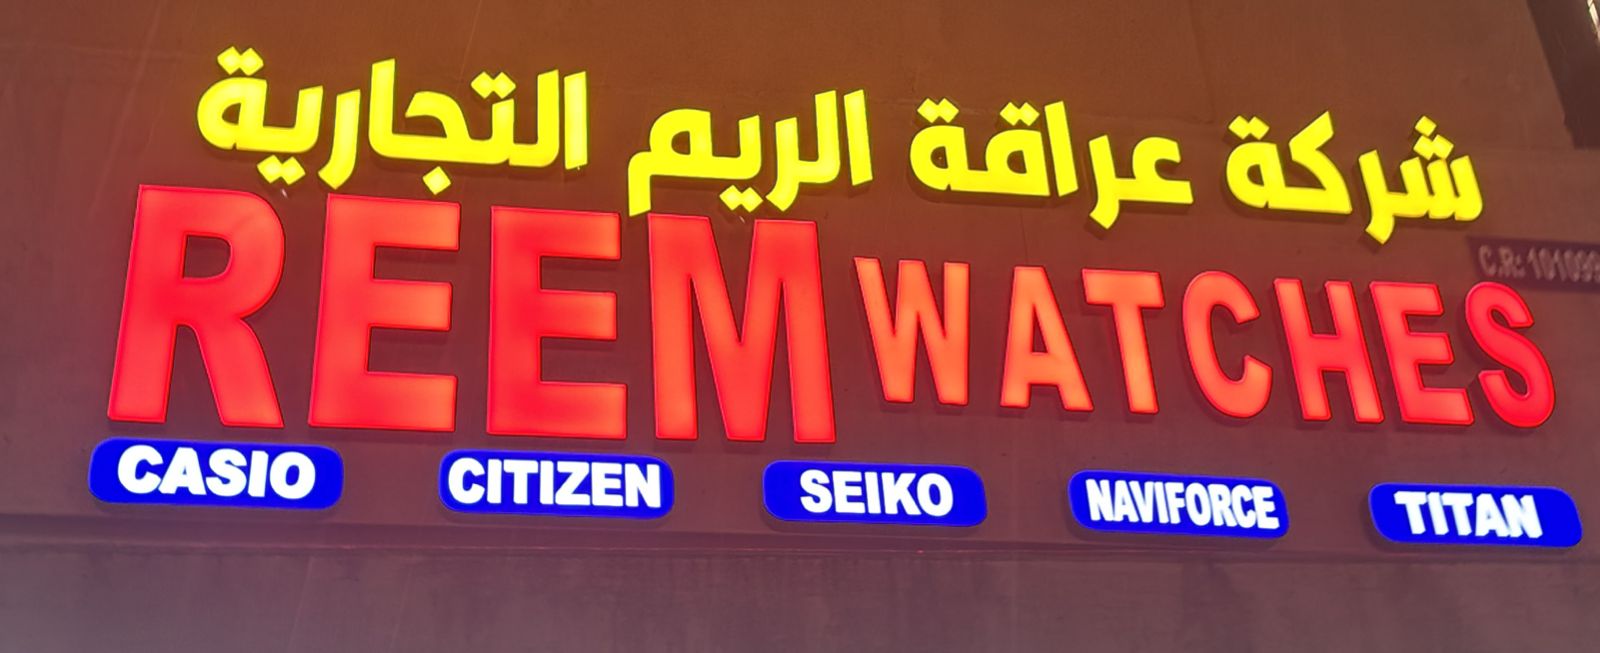 شركة عراقة الريم التجارية
REEM WATCHES
CASIO CITIZEN SEIKO NAVIFORCE TITAN